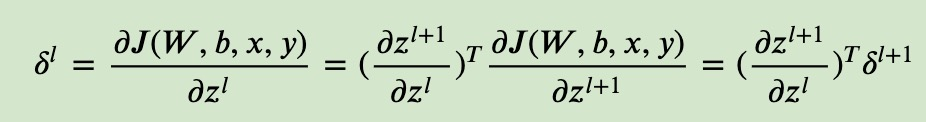 δ^l = ∂J(W, b, x, y)/∂z^l = (∂z^{l+1}/∂z^l)^T ∂J(W, b, x, y)/∂z^{l+1} = (∂z^{l+1}/∂z^l)^T δ^{l+1}